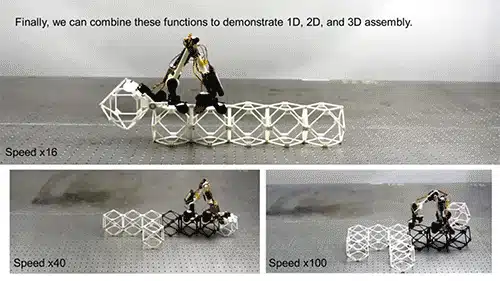 Finally, we can combine these functions to demonstrate 1D, 2D, and 3D assembly.
Speed x16
Speed x40
Speed x100